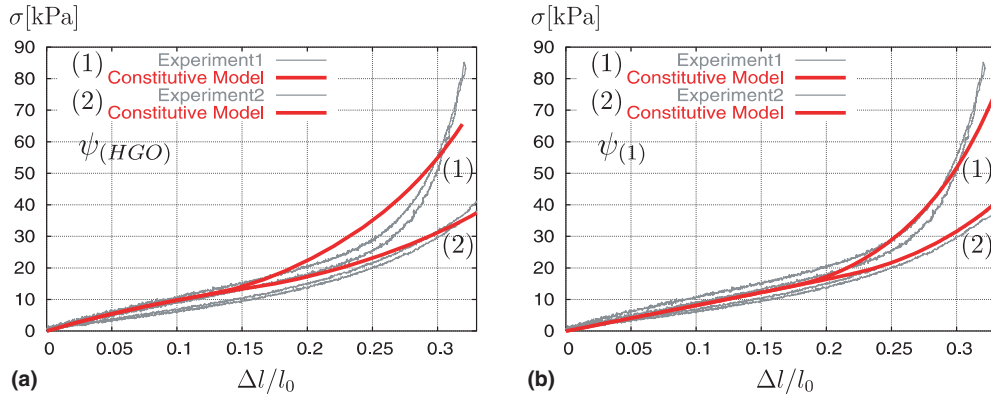 σ[kPa]
90
80
70
60
50
40
30
20
10
0
(1) Experiment1
Constitutive Model
(2) Experiment2
Constitutive Model
ψ(HGO)
(1)
(2)
0 0.05 0.1 0.15 0.2 0.25 0.3
(a) Δl/l₀
σ[kPa]
90
80
70
60
50
40
30
20
10
0
(1) Experiment1
Constitutive Model
(2) Experiment2
Constitutive Model
ψ(1)
(1)
(2)
0 0.05 0.1 0.15 0.2 0.25 0.3
(b) Δl/l₀